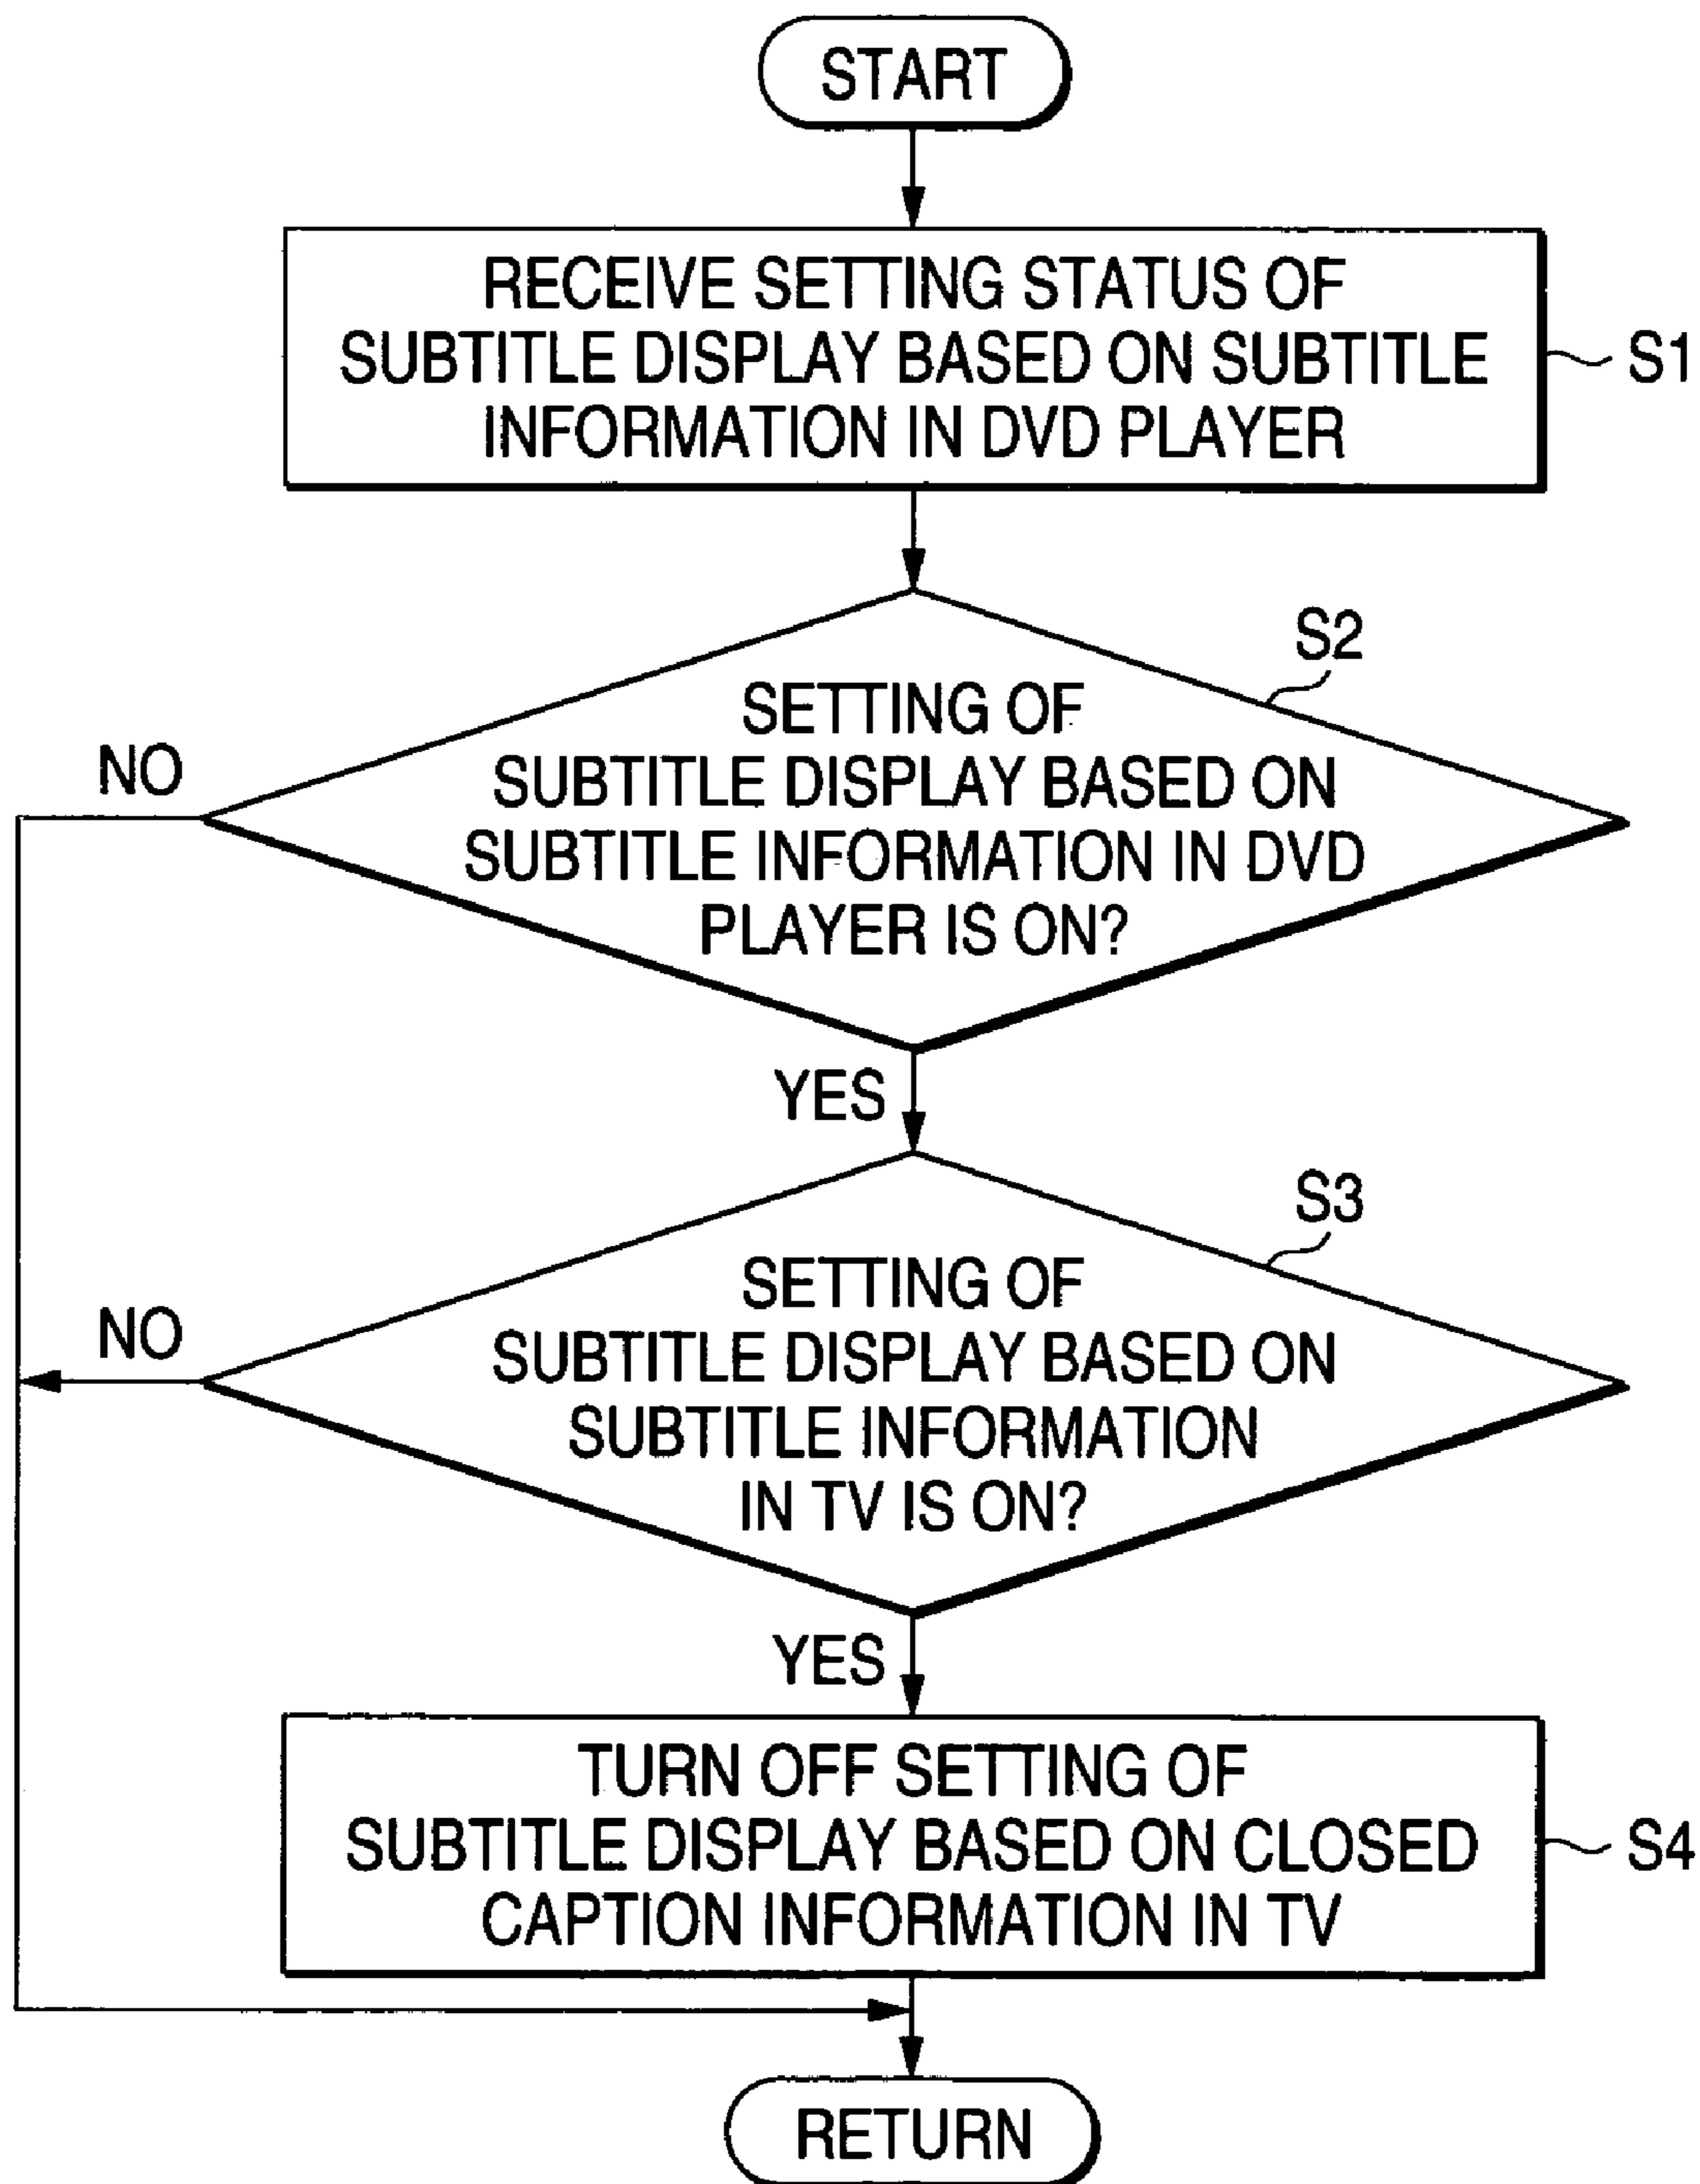 START
RECEIVE SETTING STATUS OF
SUBTITLE DISPLAY BASED ON SUBTITLE
INFORMATION IN DVD PLAYER
S1
S2
SETTING OF
SUBTITLE DISPLAY BASED ON
SUBTITLE INFORMATION IN DVD
PLAYER IS ON?
NO
YES
S3
SETTING OF
SUBTITLE DISPLAY BASED ON
SUBTITLE INFORMATION
IN TV IS ON?
NO
YES
TURN OFF SETTING OF
SUBTITLE DISPLAY BASED ON CLOSED
CAPTION INFORMATION IN TV
S4
RETURN